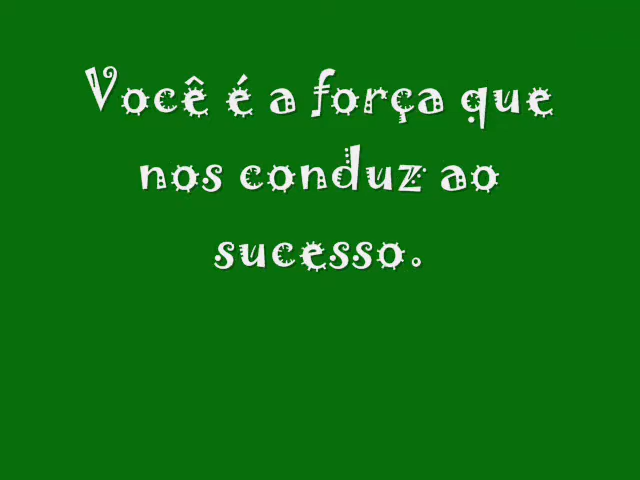 Você é a força que
nos conduz ao
sucesso.